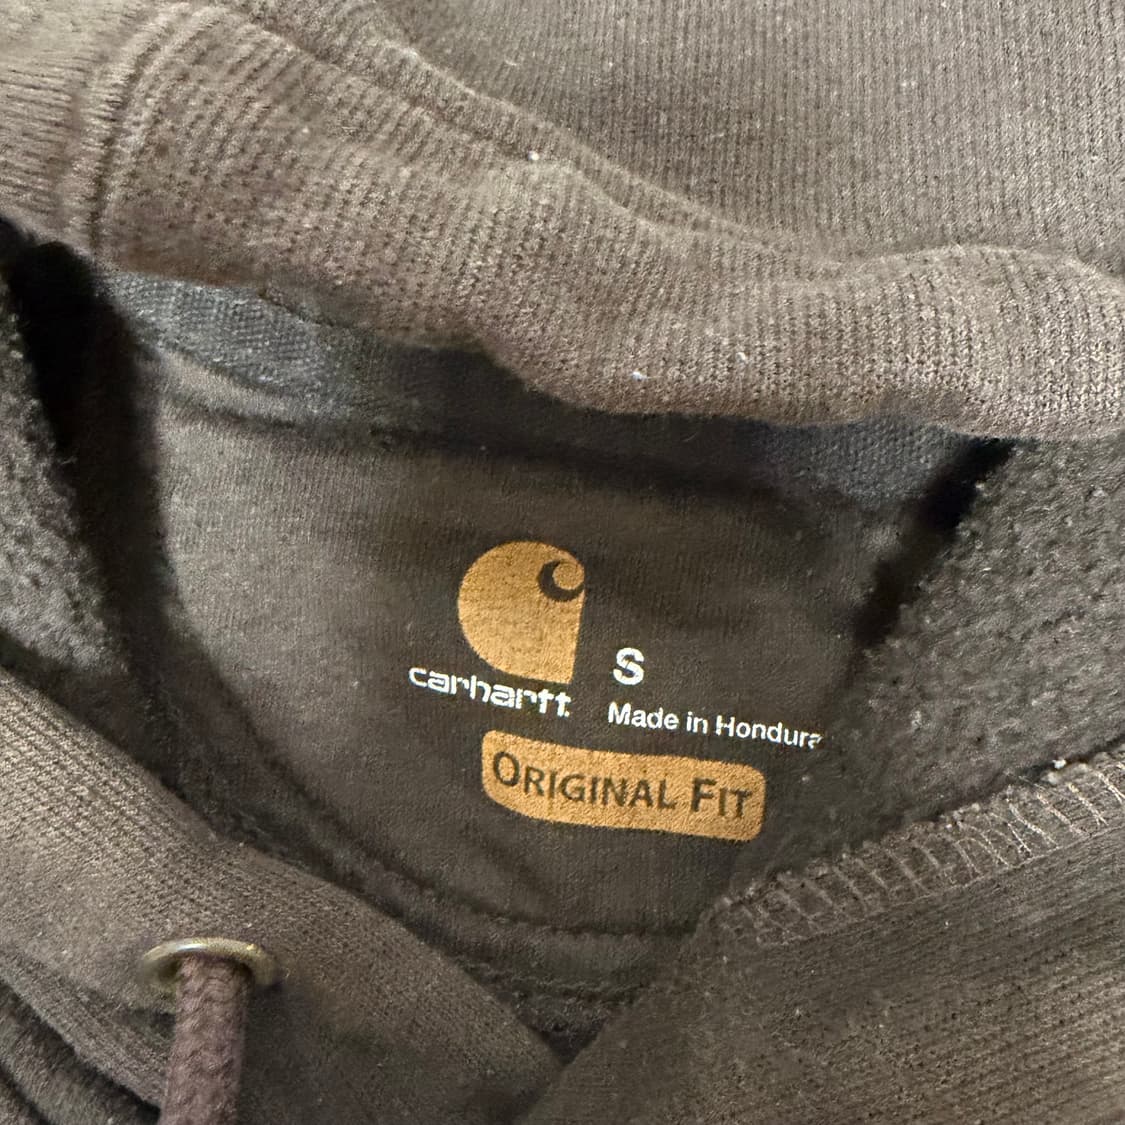 carhartt.
S
Made in Hondura
ORIGINAL FIT